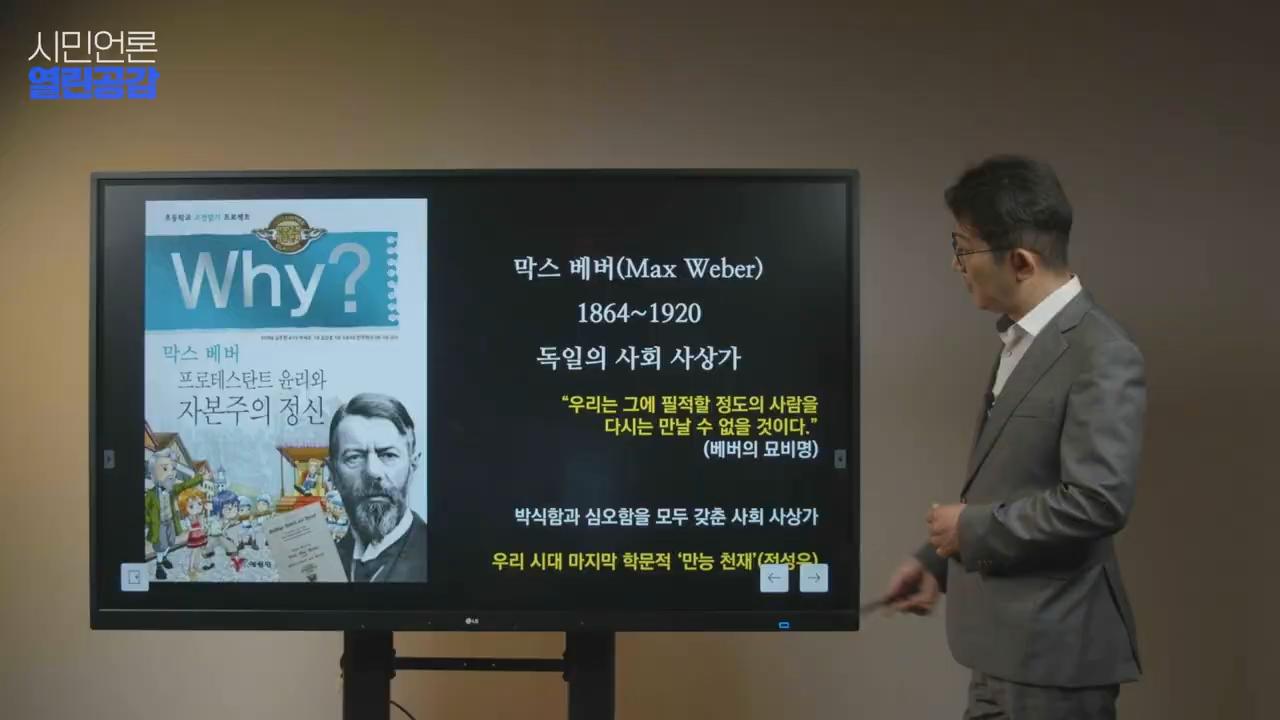 시민언론
열린공감
초등학교 고전읽기 프로젝트
Why?
막스 베버
프로테스탄트 윤리와
자본주의 정신
예림당
막스 베버(Max Weber)
1864~1920
독일의 사회 사상가
“우리는 그에 필적할 정도의 사람을
다시는 만날 수 없을 것이다.”
(베버의 묘비명)
박식함과 심오함을 모두 갖춘 사회 사상가
우리 시대 마지막 학문적 ‘만능 천재’(전성우)
LG